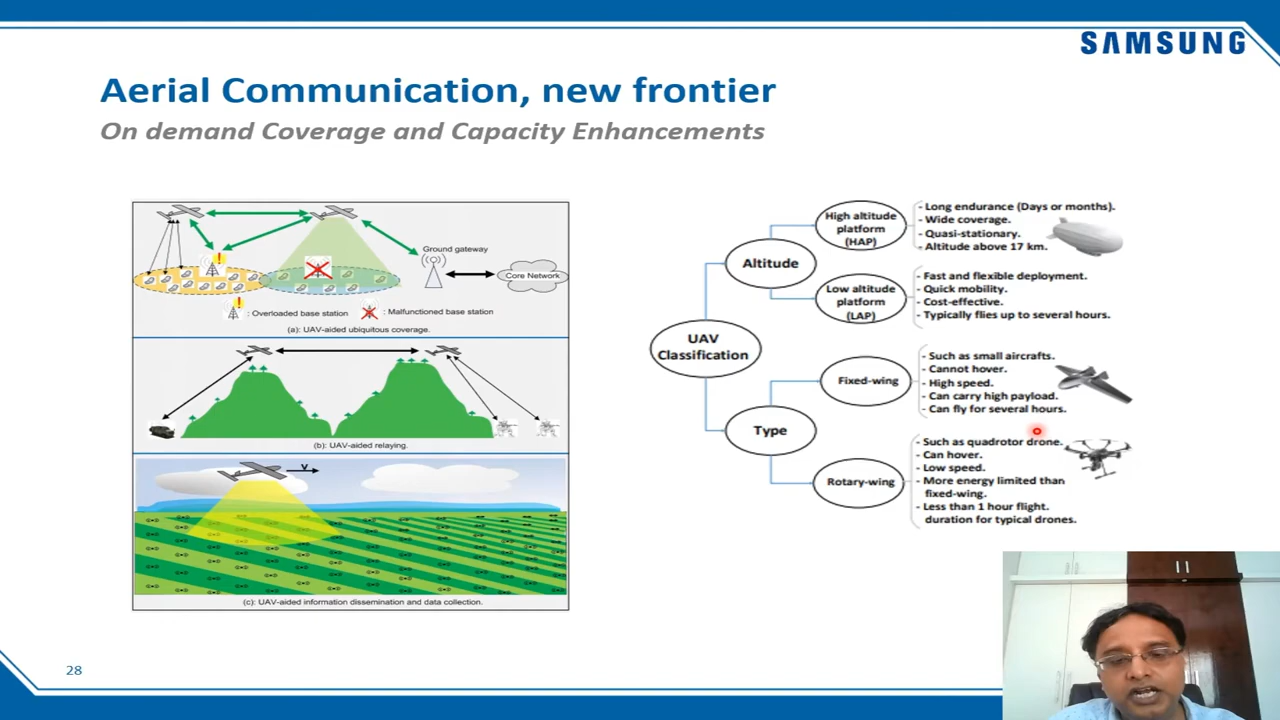 SAMSUNG
Aerial Communication, new frontier
On demand Coverage and Capacity Enhancements
Ground gateway
Core Network
! : Overloaded base station
: Malfunctioned base station
(a): UAV-aided ubiquitous coverage.
(b): UAV-aided relaying.
V
(c): UAV-aided information dissemination and data collection.
UAV
Classification
Altitude
High altitude
platform
(HAP)
- Long endurance (Days or months).
- Wide coverage.
- Quasi-stationary.
- Altitude above 17 km.
Low altitude
platform
(LAP)
- Fast and flexible deployment.
- Quick mobility.
- Cost-effective.
- Typically flies up to several hours.
Type
Fixed-wing
- Such as small aircrafts.
- Cannot hover.
- High speed.
- Can carry high payload.
- Can fly for several hours.
Rotary-wing
- Such as quadrotor drone.
- Can hover.
- Low speed.
- More energy limited than
fixed-wing.
- Less than 1 hour flight.
duration for typical drones.
28